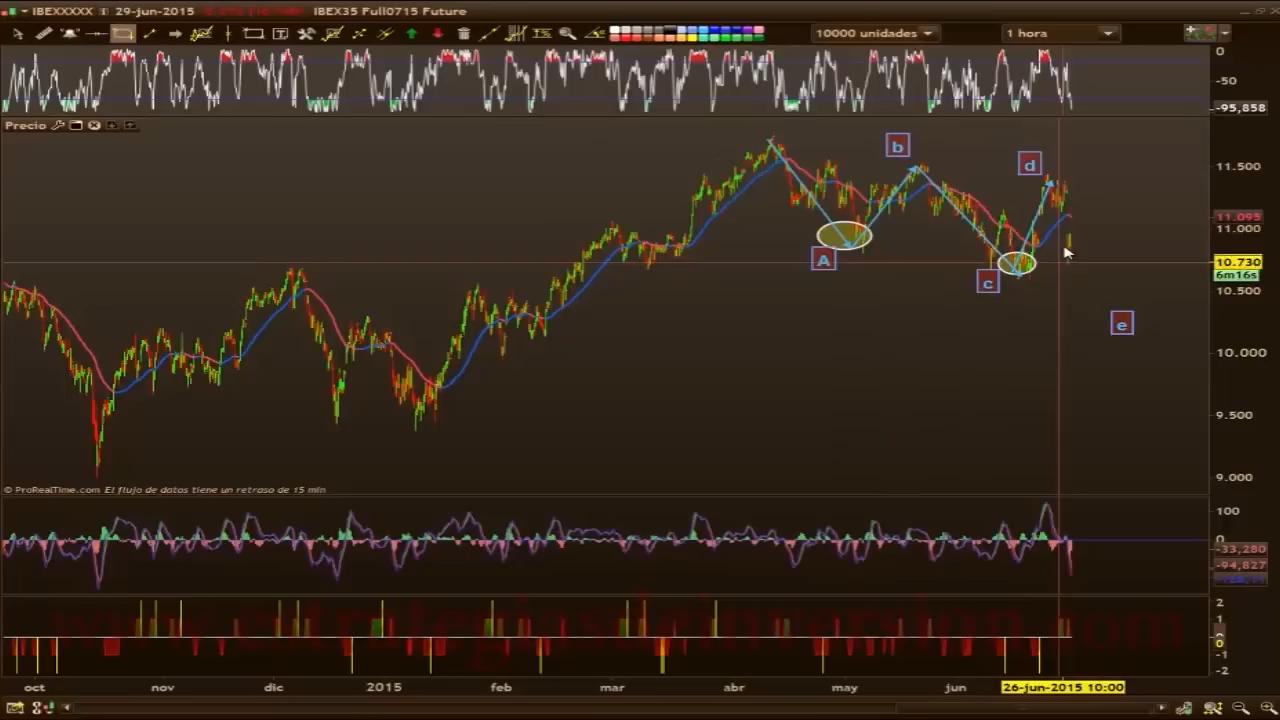 IBEXXXXX 29-jun-2015 IBEX35 Full0715 Future
10000 unidades 1 hora
0
-50
-95,858
Precio
b
d
A
c
e
11.500
11.095
11.000
10.730
6m16s
10.500
10.000
9.500
9.000
© ProRealTime.com El flujo de datos tiene un retraso de 15 min
100
0
-33,280
-94,827
2
1
0
-1
-2
www.estrategiasdeinversion.com
oct nov dic 2015 feb mar abr may jun 26-jun-2015 10:00